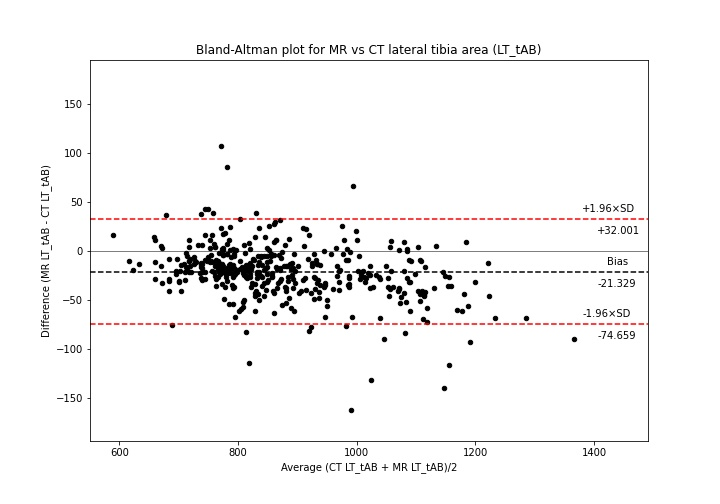 Bland-Altman plot for MR vs CT lateral tibia area (LT_tAB)
Difference (MR LT_tAB - CT LT_tAB)
150
100
50
0
−50
−100
−150
+1.96×SD
+32.001
Bias
-21.329
-1.96×SD
-74.659
600 800 1000 1200 1400
Average (CT LT_tAB + MR LT_tAB)/2